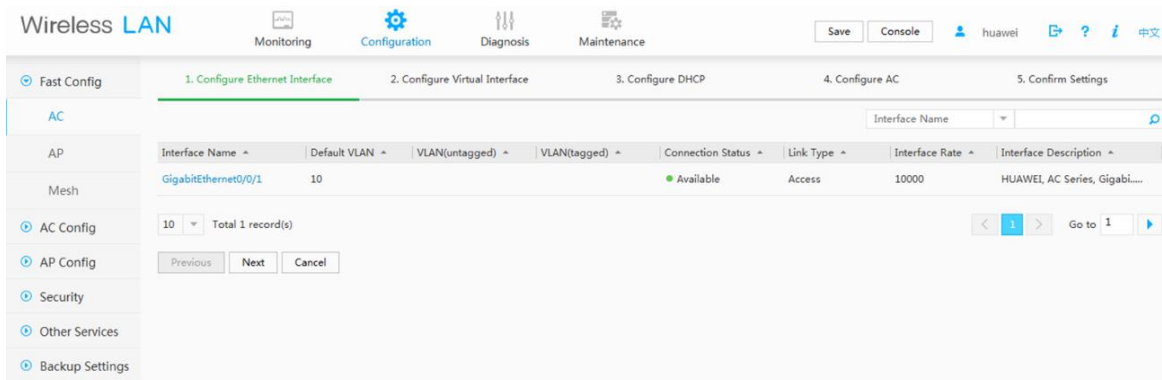 Wireless LAN
Monitoring Configuration Diagnosis Maintenance
Save Console huawei ? i 中文
Fast Config
AC
AP
Mesh
AC Config
AP Config
Security
Other Services
Backup Settings
1. Configure Ethernet Interface 2. Configure Virtual Interface 3. Configure DHCP 4. Configure AC 5. Confirm Settings
Interface Name
Interface Name Default VLAN VLAN(untagged) VLAN(tagged) Connection Status Link Type Interface Rate Interface Description
GigabitEthernet0/0/1 10 Available Access 10000 HUAWEI, AC Series, Gigabi.....
10 Total 1 record(s) < 1 > Go to 1
Previous Next Cancel